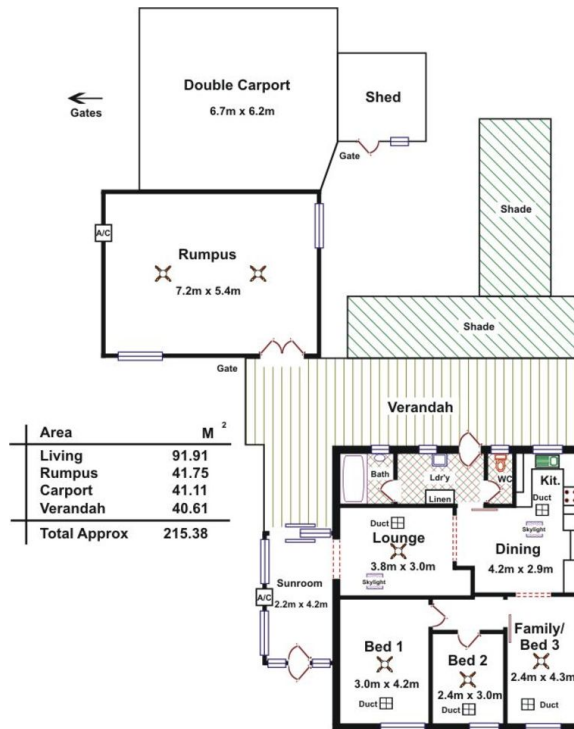 Double Carport
6.7m x 6.2m
Shed
Gates
Gate
Shade
A/C
Rumpus
7.2m x 5.4m
Shade
Gate
Verandah
Area M 2
Living 91.91
Rumpus 41.75
Carport 41.11
Verandah 40.61
Total Approx 215.38
Bath
Ldr'y
WC
Kit.
Linen
Duct
Duct
Skylight
Lounge
3.8m x 3.0m
Skylight
Dining
4.2m x 2.9m
Sunroom
2.2m x 4.2m
A/C
Bed 1
3.0m x 4.2m
Duct
Bed 2
2.4m x 3.0m
Duct
Family/
Bed 3
2.4m x 4.3m
Duct